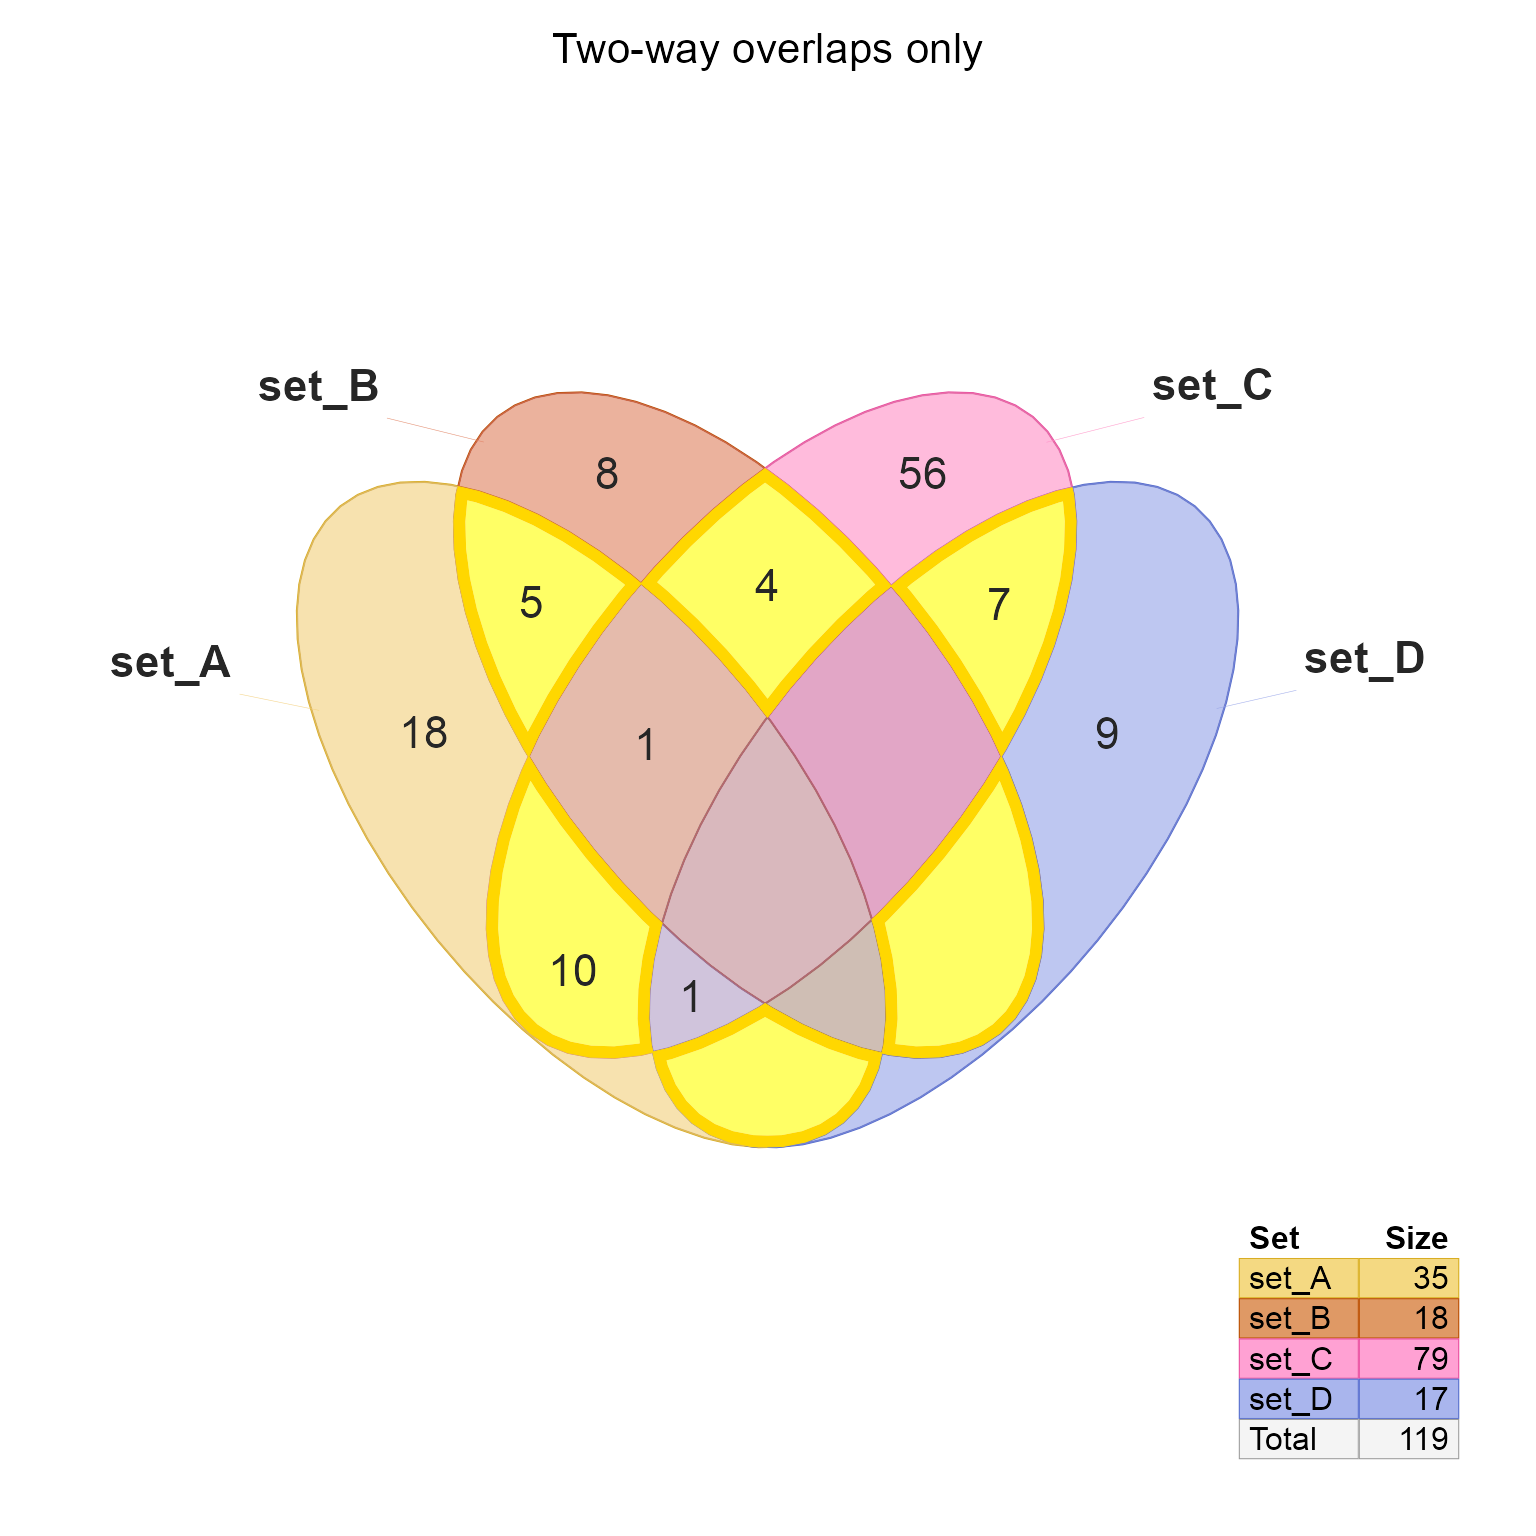 Two-way overlaps only
set_B
set_C
8
56
5
4
7
set_A
set_D
18
1
9
10
1
Set Size
set_A 35
set_B 18
set_C 79
set_D 17
Total 119